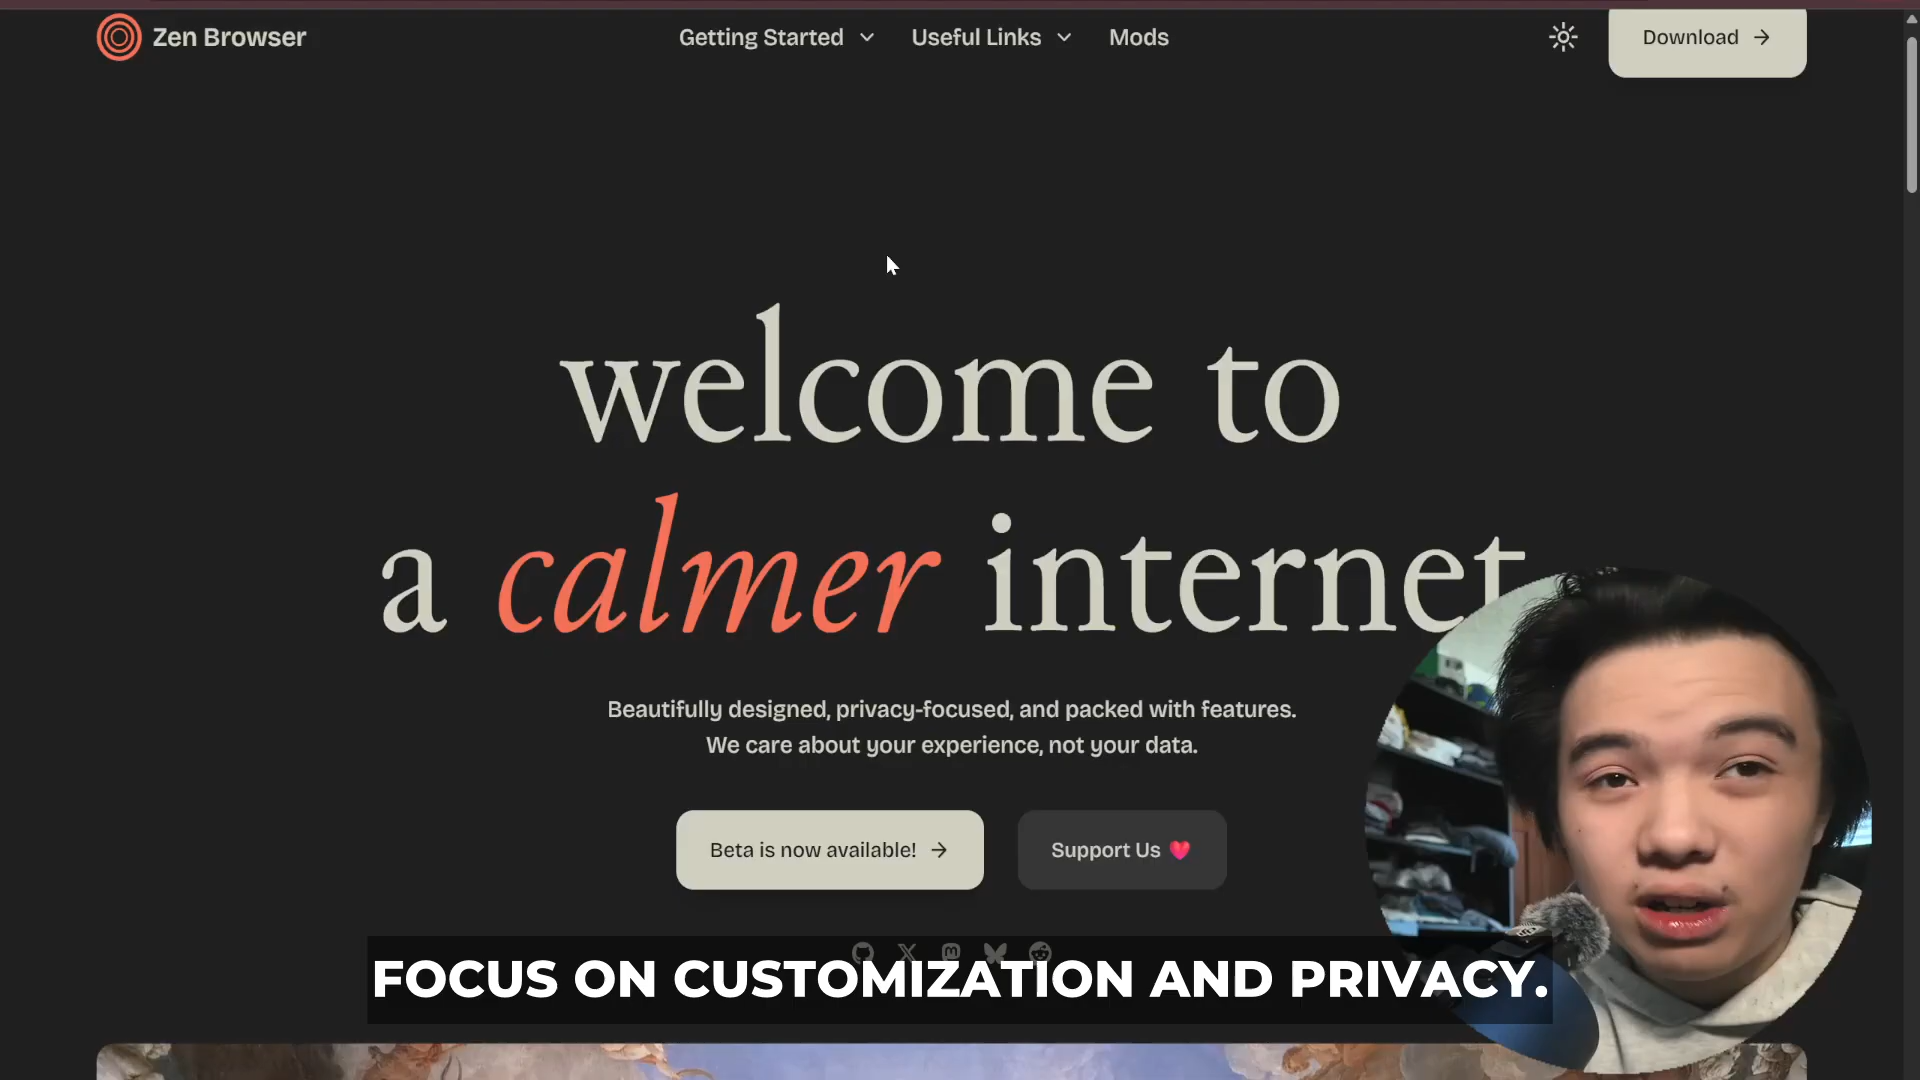 Zen Browser
Getting Started
Useful Links
Mods
Download
welcome to
a calmer internet
Beautifully designed, privacy-focused, and packed with features.
We care about your experience, not your data.
Beta is now available!
Support Us
FOCUS ON CUSTOMIZATION AND PRIVACY.